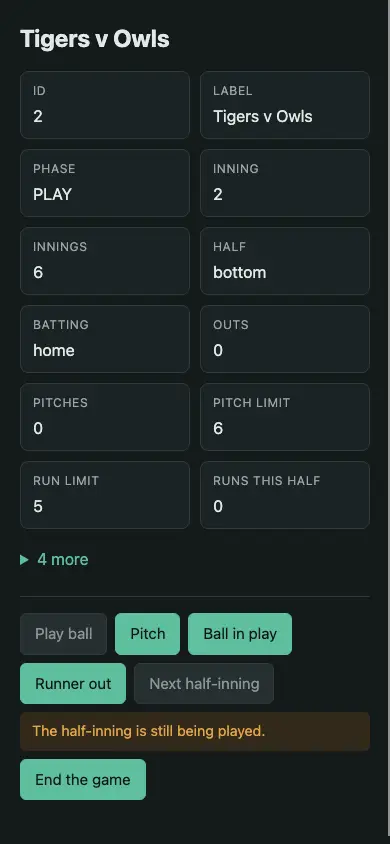 Tigers v Owls
ID
2
LABEL
Tigers v Owls
PHASE
PLAY
INNING
2
INNINGS
6
HALF
bottom
BATTING
home
OUTS
0
PITCHES
0
PITCH LIMIT
6
RUN LIMIT
5
RUNS THIS HALF
0
4 more
Play ball
Pitch
Ball in play
Runner out
Next half-inning
The half-inning is still being played.
End the game